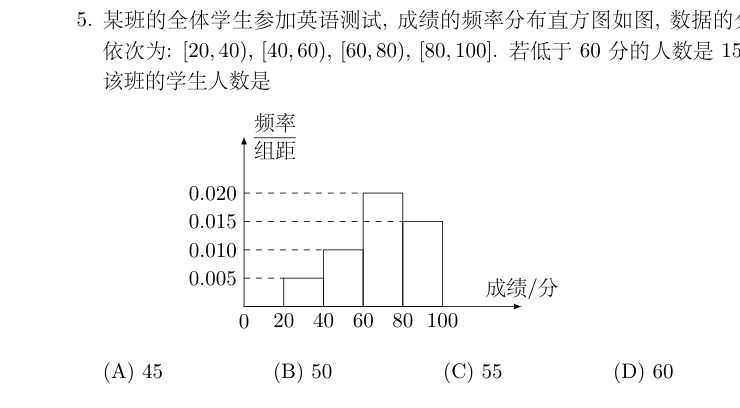 5. 某班的全体学生参加英语测试, 成绩的频率分布直方图如图, 数据的
依次为: [20, 40), [40, 60), [60, 80), [80, 100]. 若低于 60 分的人数是 15
该班的学生人数是
频率
组距
0.020
0.015
0.010
0.005
成绩/分
0 20 40 60 80 100
(A) 45 (B) 50 (C) 55 (D) 60